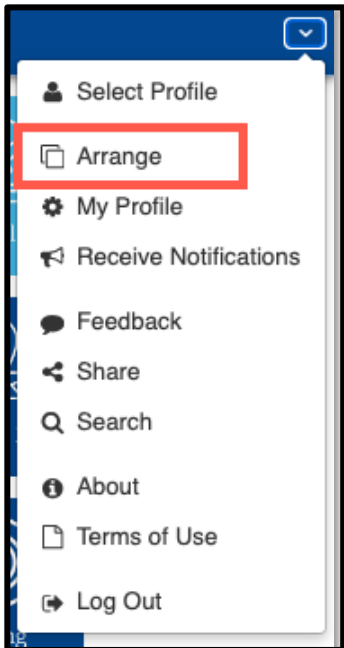 Select Profile
Arrange
My Profile
Receive Notifications
Feedback
Share
Search
About
Terms of Use
Log Out